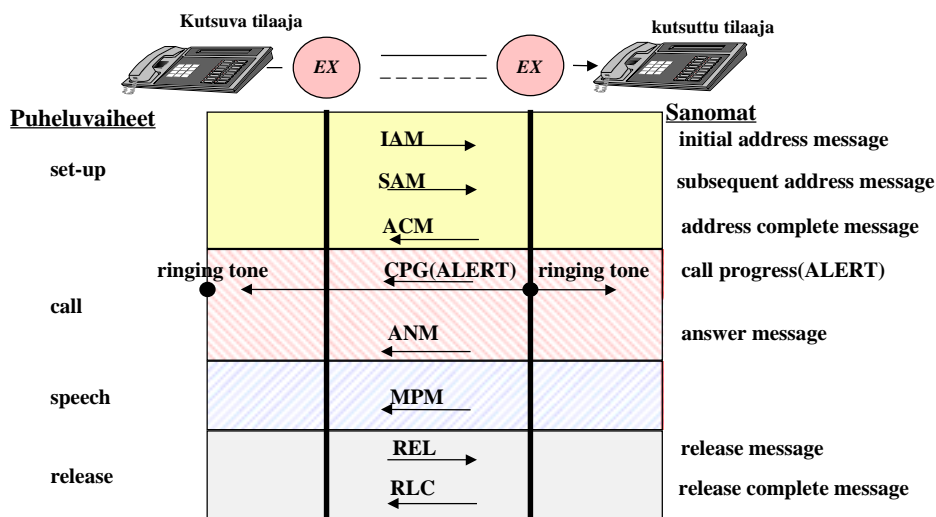 Kutsuva tilaaja
kutsuttu tilaaja
EX
EX
Puheluvaiheet
Sanomat
IAM
initial address message
set-up
SAM
subsequent address message
ACM
address complete message
ringing tone
CPG(ALERT)
ringing tone
call progress(ALERT)
call
ANM
answer message
speech
MPM
REL
release message
release
RLC
release complete message